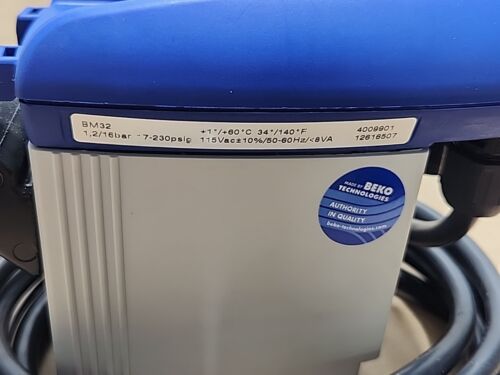 BM32 +1°/+60°C 34°/140°F 4009901
1,2/16bar 17-230psig 115Vac±10%/50-60Hz/<8VA 12616507
MADE BY BEKO
TECHNOLOGIES
AUTHORITY
IN QUALITY
beko-technologies.com